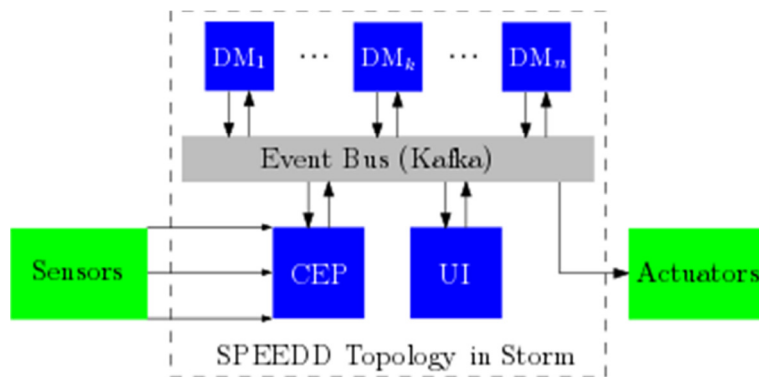 DM₁ ... DMₖ ... DMₙ
Event Bus (Kafka)
Sensors CEP UI Actuators
SPEEDD Topology in Storm